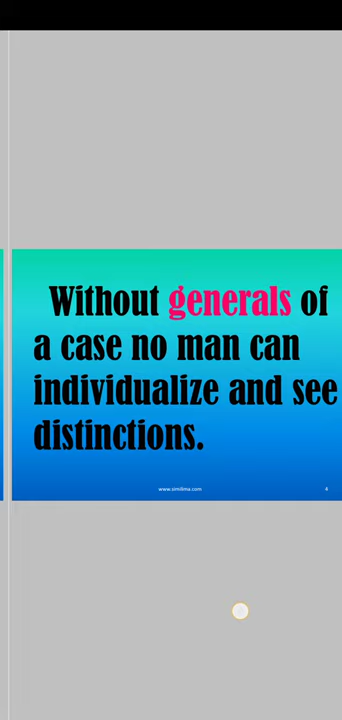 Without generals of
a case no man can
individualize and see
distinctions.
www.similima.com